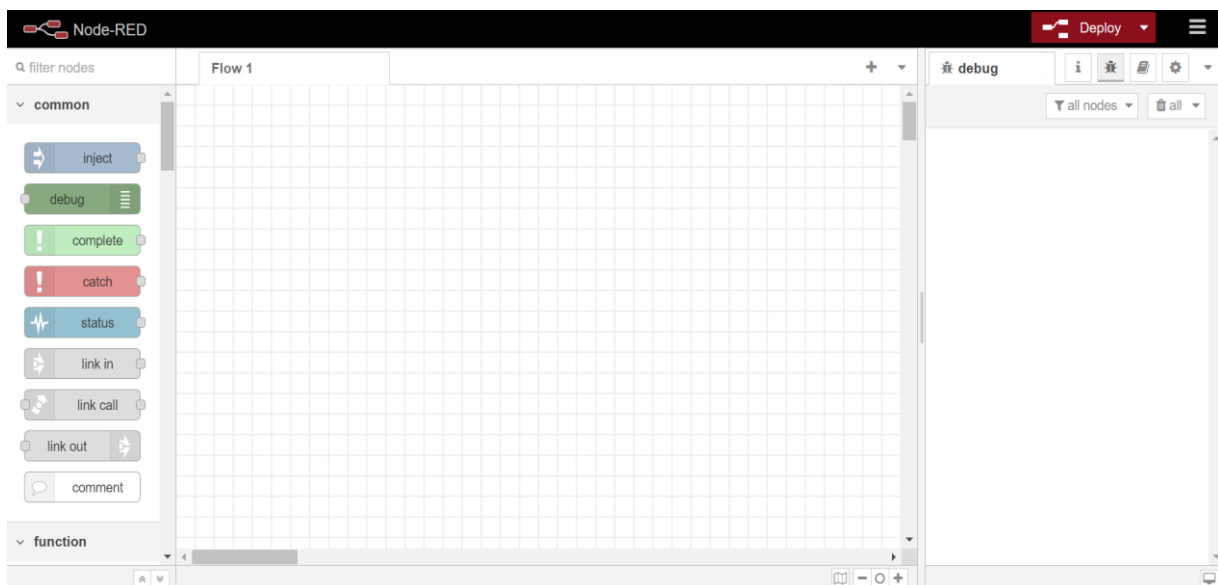 Node-RED
Deploy
filter nodes
Flow 1
debug
i
common
all nodes
all
inject
debug
complete
catch
status
link in
link call
link out
comment
function